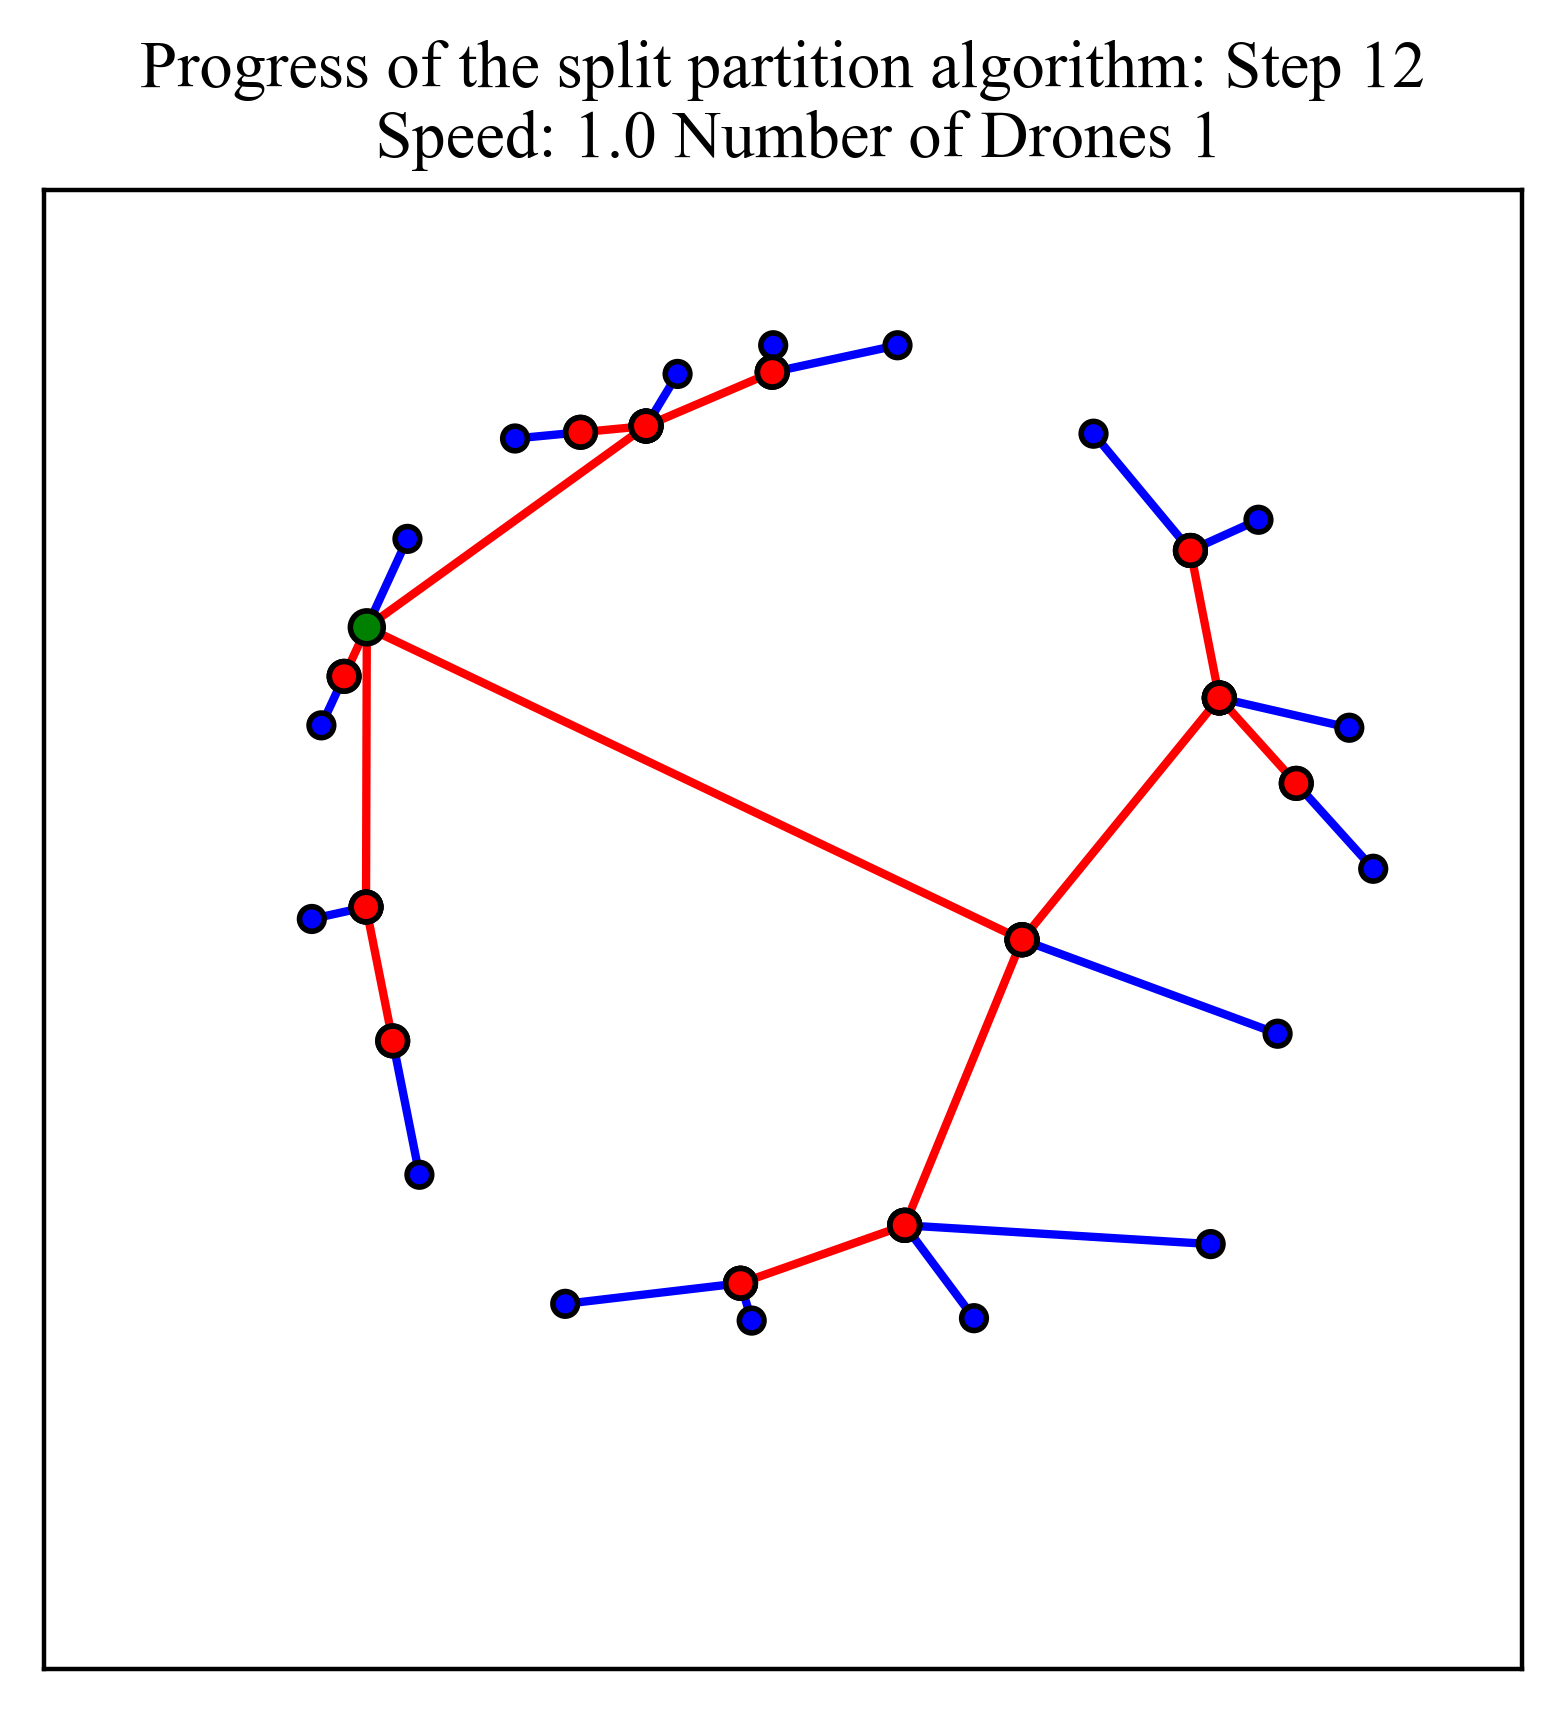 Progress of the split partition algorithm: Step 12
Speed: 1.0 Number of Drones 1